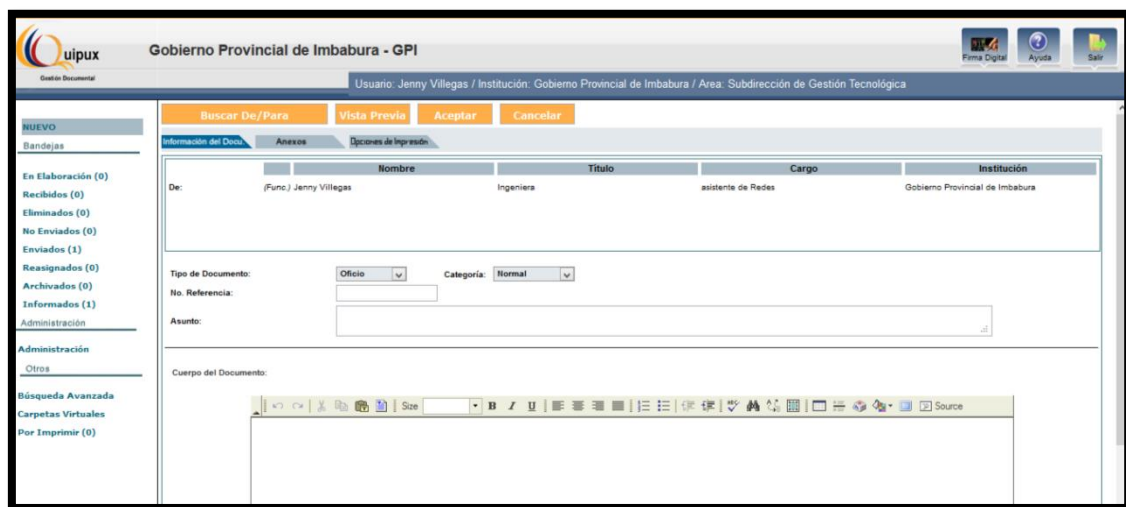 Quipux
Gestión Documental
Gobierno Provincial de Imbabura - GPI
Firma Digital
Ayuda
Salir
Usuario: Jenny Villegas / Institución: Gobierno Provincial de Imbabura / Area: Subdirección de Gestión Tecnológica
NUEVO
Bandejas
En Elaboración (0)
Recibidos (0)
Eliminados (0)
No Enviados (0)
Enviados (1)
Reasignados (0)
Archivados (0)
Informados (1)
Administración
Administración
Otros
Búsqueda Avanzada
Carpetas Virtuales
Por Imprimir (0)
Buscar De/Para Vista Previa Aceptar Cancelar
Información del Docu. Anexos Opciones de Impresión
Nombre Título Cargo Institución
De: (Func.) Jenny Villegas Ingeniera asistente de Redes Gobierno Provincial de Imbabura
Tipo de Documento: Oficio Categoría: Normal
No. Referencia:
Asunto:
Cuerpo del Documento:
Size B I U Source